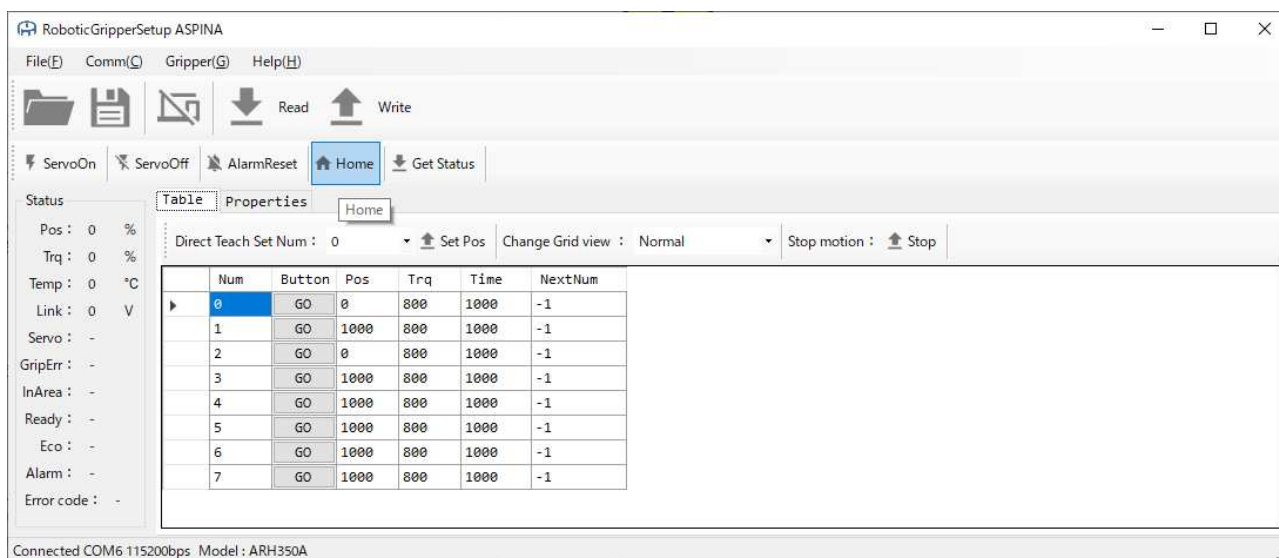 RoboticGripperSetup ASPINA
File(F) Comm(C) Gripper(G) Help(H)
Read Write
ServoOn ServoOff AlarmReset Home Get Status
Status Table Properties
Home
Pos : 0 %
Direct Teach Set Num : 0 Set Pos Change Grid view : Normal Stop motion : Stop
Trq : 0 %
Temp : 0 °C
Link : 0 V
Servo : -
GripErr : -
InArea : -
Ready : -
Eco : -
Alarm : -
Error code : -
Num Button Pos Trq Time NextNum
0 GO 0 800 1000 -1
1 GO 1000 800 1000 -1
2 GO 0 800 1000 -1
3 GO 1000 800 1000 -1
4 GO 1000 800 1000 -1
5 GO 1000 800 1000 -1
6 GO 1000 800 1000 -1
7 GO 1000 800 1000 -1
Connected COM6 115200bps Model : ARH350A